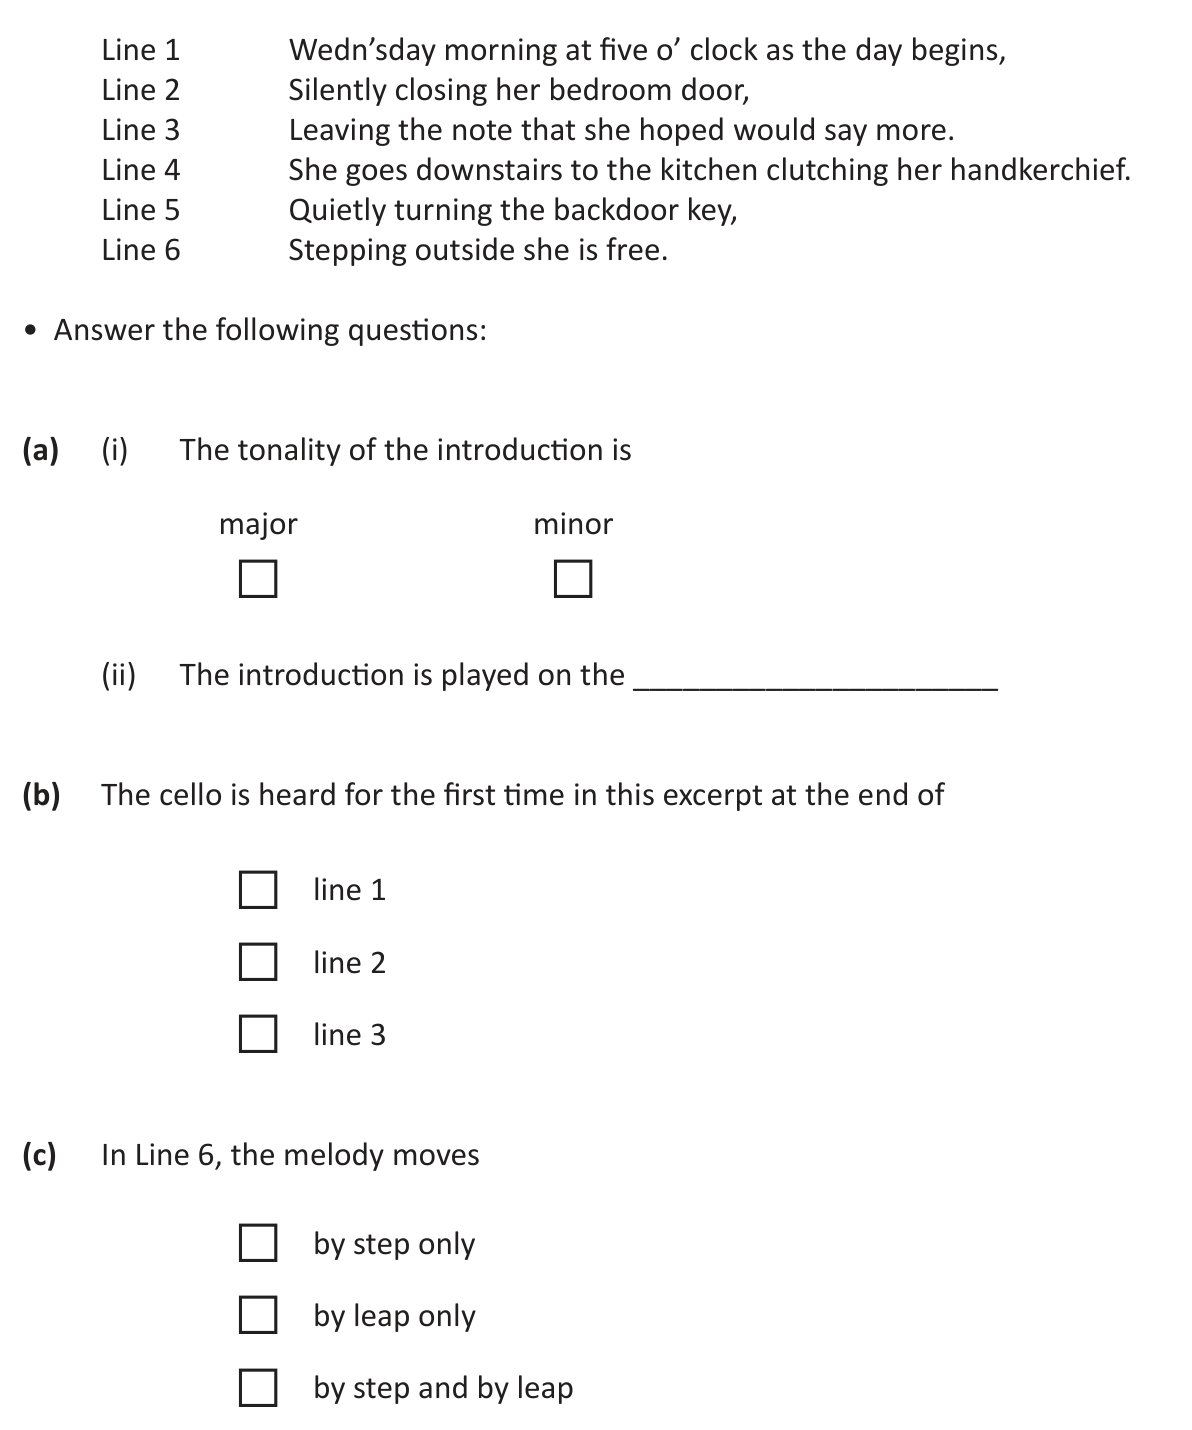 Line 1 Wedn’sday morning at five o’ clock as the day begins,
Line 2 Silently closing her bedroom door,
Line 3 Leaving the note that she hoped would say more.
Line 4 She goes downstairs to the kitchen clutching her handkerchief.
Line 5 Quietly turning the backdoor key,
Line 6 Stepping outside she is free.
• Answer the following questions:
(a) (i) The tonality of the introduction is
major minor
(ii) The introduction is played on the ______________________
(b) The cello is heard for the first time in this excerpt at the end of
line 1
line 2
line 3
(c) In Line 6, the melody moves
by step only
by leap only
by step and by leap